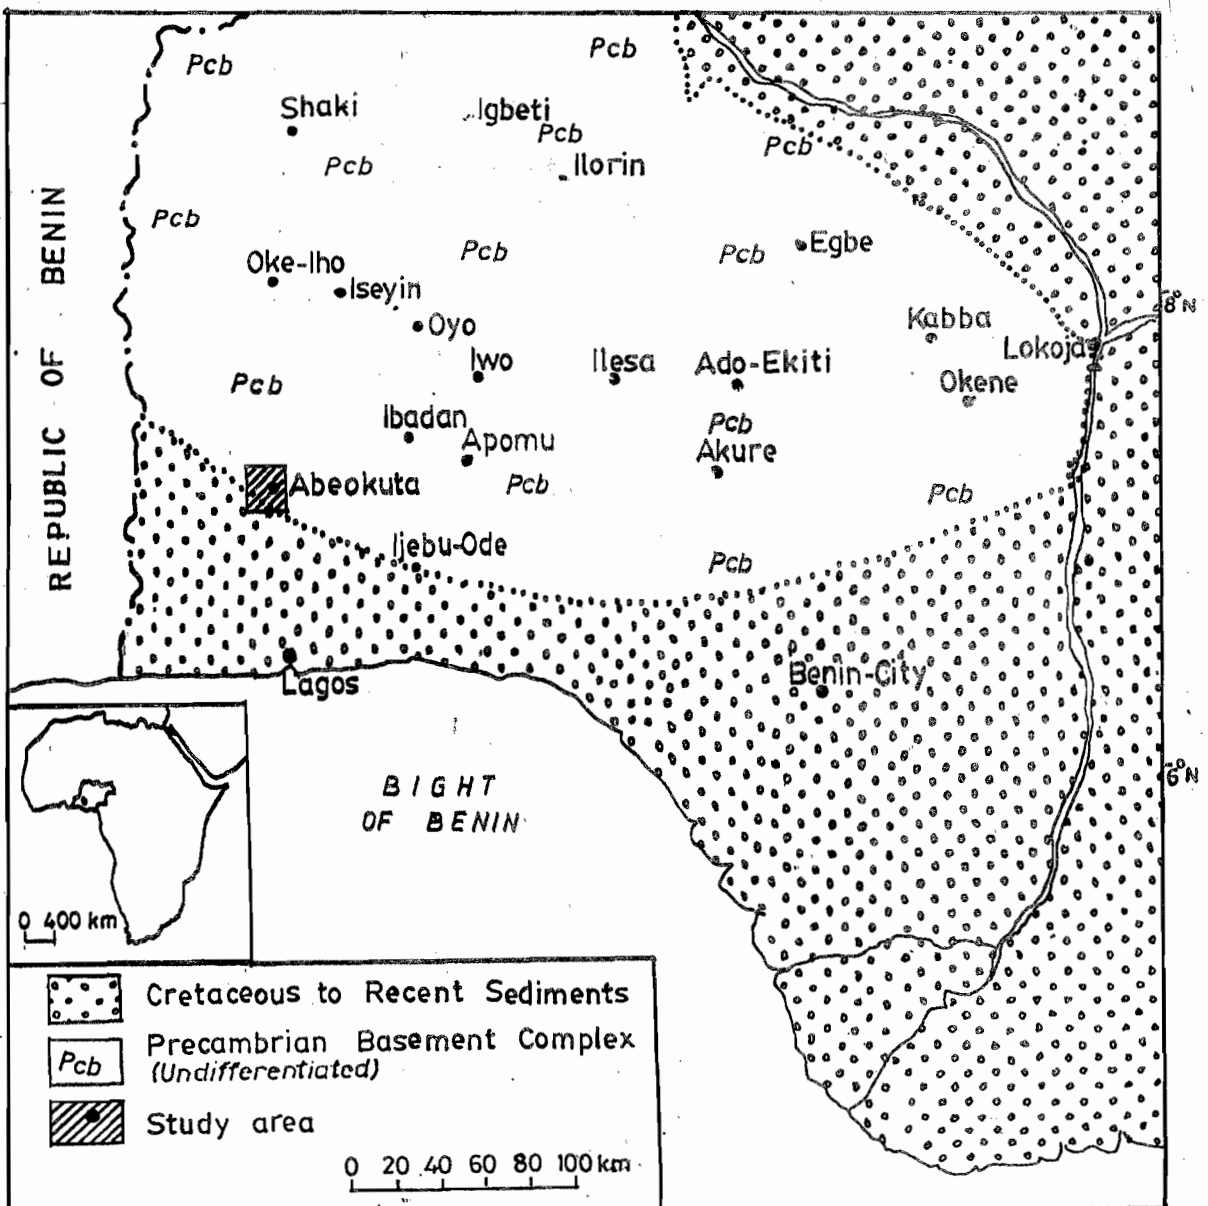 Pcb
Pcb
Shaki
Igbeti
Pcb
Pcb
Pcb
Ilorin
Pcb
REPUBLIC OF BENIN
Pcb
Pcb
Egbe
Oke-Iho
Iseyin
8°N
Oyo
Kabba
Lokoja
Iwo
Ilesa
Ado-Ekiti
Okene
Pcb
Ibadan
Apomu
Pcb
Akure
Abeokuta
Pcb
Pcb
Ijebu-Ode
Pcb
Benin-City
Lagos
6°N
BIGHT
OF BENIN
0 400 km
Cretaceous to Recent Sediments
Pcb
Precambrian Basement Complex
(Undifferentiated)
Study area
0 20 40 60 80 100 km